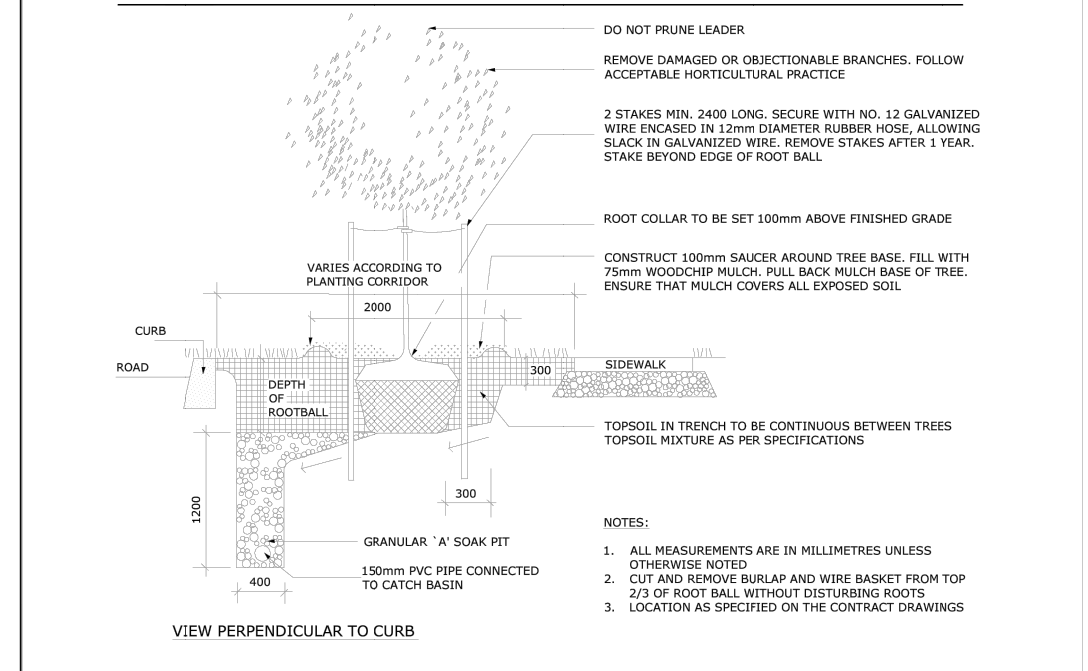 DO NOT PRUNE LEADER
REMOVE DAMAGED OR OBJECTIONABLE BRANCHES. FOLLOW
ACCEPTABLE HORTICULTURAL PRACTICE
2 STAKES MIN. 2400 LONG. SECURE WITH NO. 12 GALVANIZED
WIRE ENCASED IN 12mm DIAMETER RUBBER HOSE, ALLOWING
SLACK IN GALVANIZED WIRE. REMOVE STAKES AFTER 1 YEAR.
STAKE BEYOND EDGE OF ROOT BALL
ROOT COLLAR TO BE SET 100mm ABOVE FINISHED GRADE
CONSTRUCT 100mm SAUCER AROUND TREE BASE. FILL WITH
75mm WOODCHIP MULCH. PULL BACK MULCH BASE OF TREE.
ENSURE THAT MULCH COVERS ALL EXPOSED SOIL
VARIES ACCORDING TO
PLANTING CORRIDOR
2000
CURB
ROAD
300
SIDEWALK
DEPTH
OF
ROOTBALL
TOPSOIL IN TRENCH TO BE CONTINUOUS BETWEEN TREES
TOPSOIL MIXTURE AS PER SPECIFICATIONS
300
1200
GRANULAR `A' SOAK PIT
150mm PVC PIPE CONNECTED
TO CATCH BASIN
400
NOTES:
1. ALL MEASUREMENTS ARE IN MILLIMETRES UNLESS
OTHERWISE NOTED
2. CUT AND REMOVE BURLAP AND WIRE BASKET FROM TOP
2/3 OF ROOT BALL WITHOUT DISTURBING ROOTS
3. LOCATION AS SPECIFIED ON THE CONTRACT DRAWINGS
VIEW PERPENDICULAR TO CURB